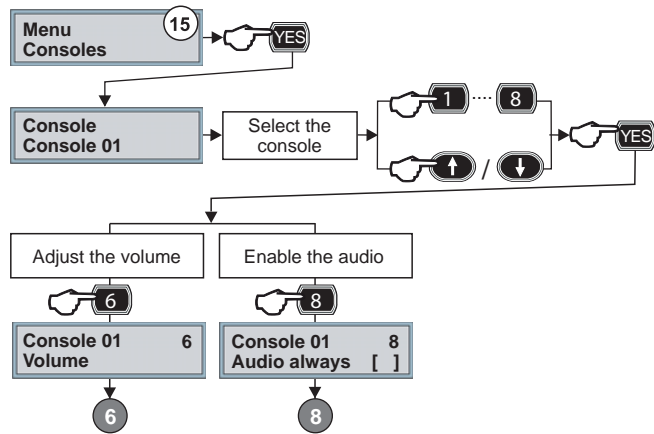 Menu 15
Consoles
YES
Console
Console 01
Select the
console
1 .... 8
/
YES
Adjust the volume
Enable the audio
6
8
Console 01 6
Volume
Console 01 8
Audio always [ ]
6
8